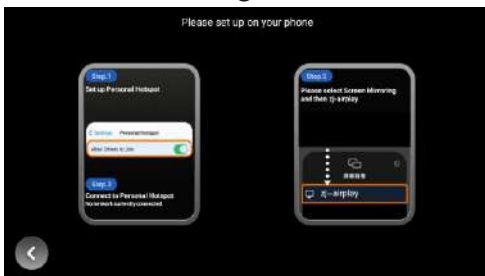 Please set up on your phone
Step.1
Set up Personal Hotspot
Personal Hotspot
Allow Others to Join
Step.2
Connect to Personal Hotspot
No network currently connected
Step.3
Please select Screen Mirroring
and then zj-airplay
zj-airplay